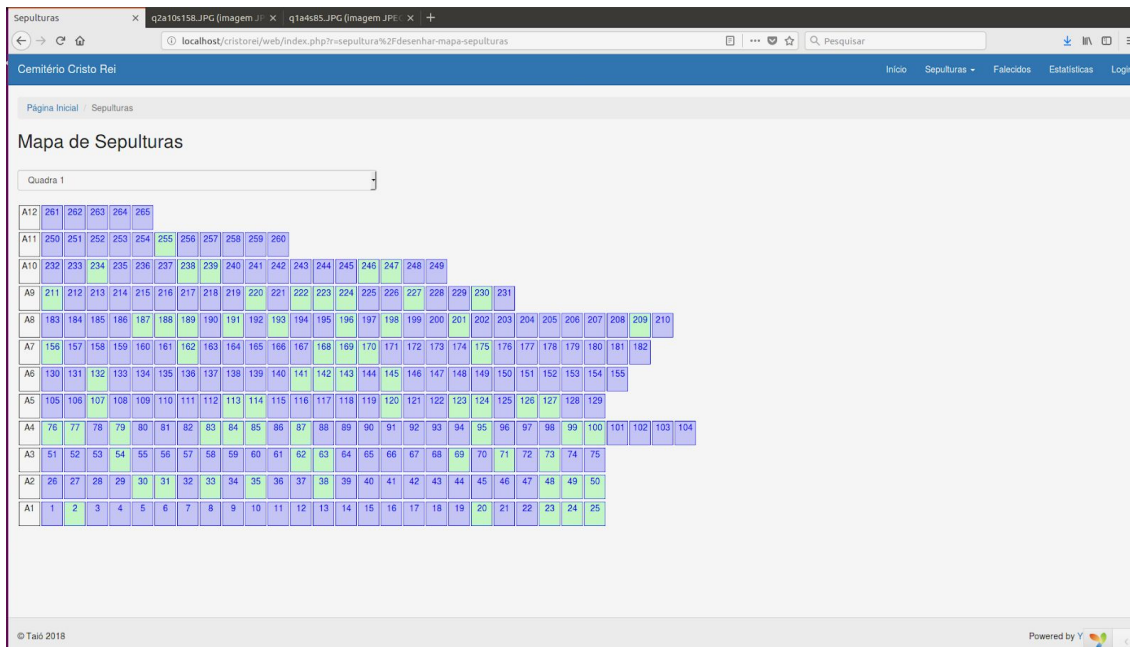 Sepulturas × q2a10s158.JPG (imagem JP × q1a4s85.JPG (imagem JPEG × +
localhost/cristorei/web/index.php?r=sepultura%2Fdesenhar-mapa-sepulturas Pesquisar
Cemitério Cristo Rei Início Sepulturas Falecidos Estatísticas Login
Página Inicial / Sepulturas
Mapa de Sepulturas
Quadra 1
A12 261 262 263 264 265
A11 250 251 252 253 254 255 256 257 258 259 260
A10 232 233 234 235 236 237 238 239 240 241 242 243 244 245 246 247 248 249
A9 211 212 213 214 215 216 217 218 219 220 221 222 223 224 225 226 227 228 229 230 231
A8 183 184 185 186 187 188 189 190 191 192 193 194 195 196 197 198 199 200 201 202 203 204 205 206 207 208 209 210
A7 156 157 158 159 160 161 162 163 164 165 166 167 168 169 170 171 172 173 174 175 176 177 178 179 180 181 182
A6 130 131 132 133 134 135 136 137 138 139 140 141 142 143 144 145 146 147 148 149 150 151 152 153 154 155
A5 105 106 107 108 109 110 111 112 113 114 115 116 117 118 119 120 121 122 123 124 125 126 127 128 129
A4 76 77 78 79 80 81 82 83 84 85 86 87 88 89 90 91 92 93 94 95 96 97 98 99 100 101 102 103 104
A3 51 52 53 54 55 56 57 58 59 60 61 62 63 64 65 66 67 68 69 70 71 72 73 74 75
A2 26 27 28 29 30 31 32 33 34 35 36 37 38 39 40 41 42 43 44 45 46 47 48 49 50
A1 1 2 3 4 5 6 7 8 9 10 11 12 13 14 15 16 17 18 19 20 21 22 23 24 25
© Taió 2018 Powered by Y